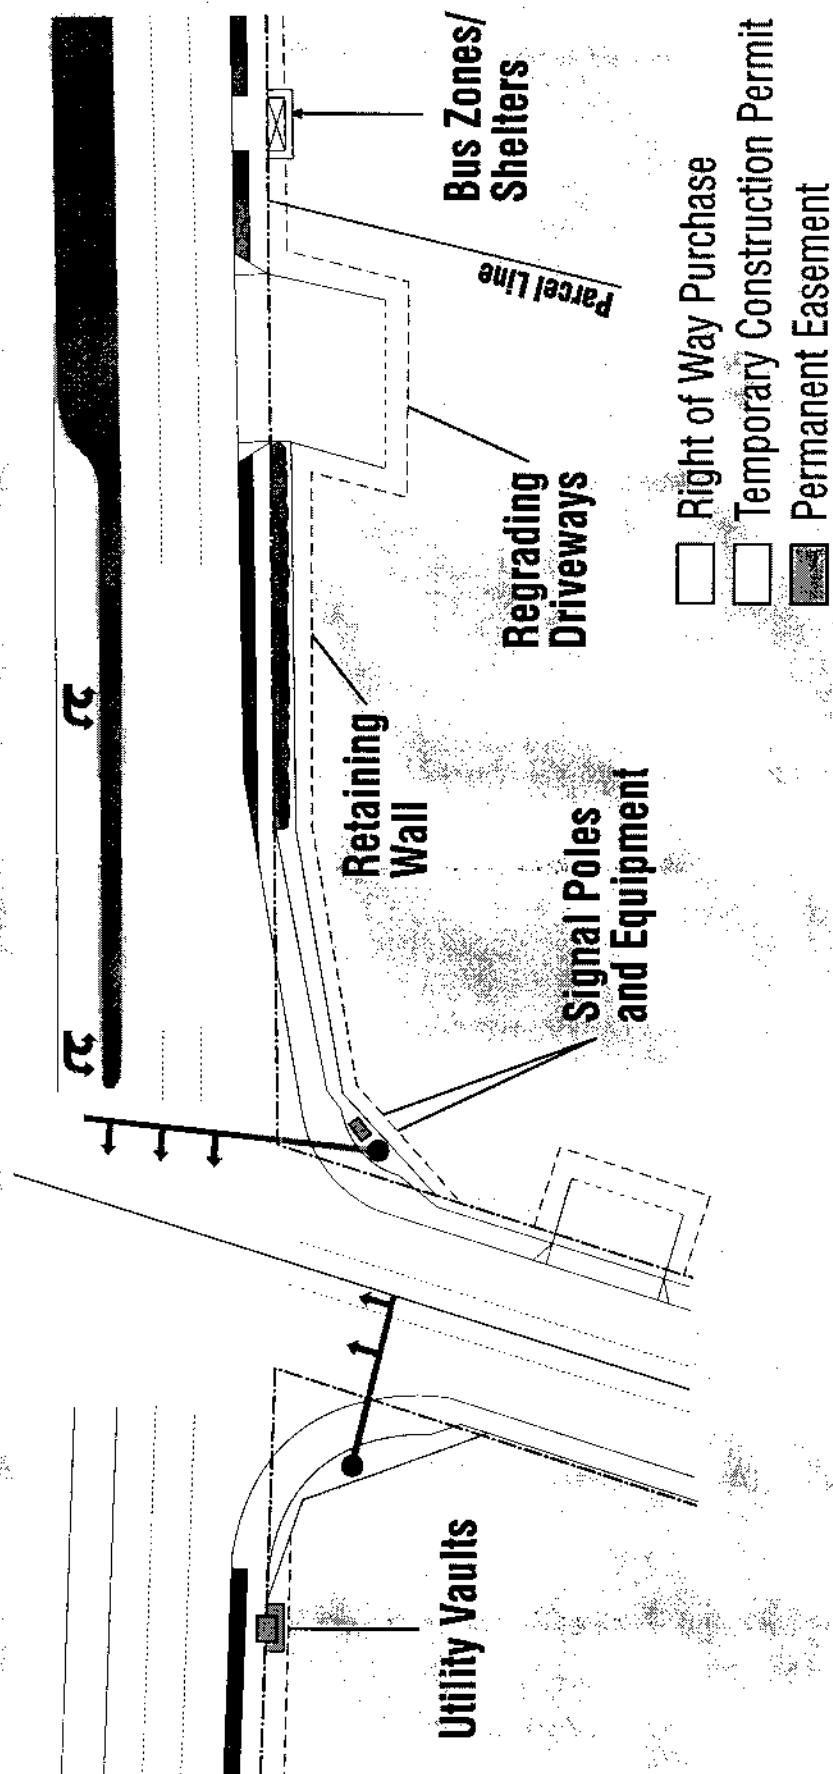 Utility Vaults
Signal Poles
and Equipment
Retaining
Wall
Regrading
Driveways
Parcel Line
Bus Zones/
Shelters
Right of Way Purchase
Temporary Construction Permit
Permanent Easement